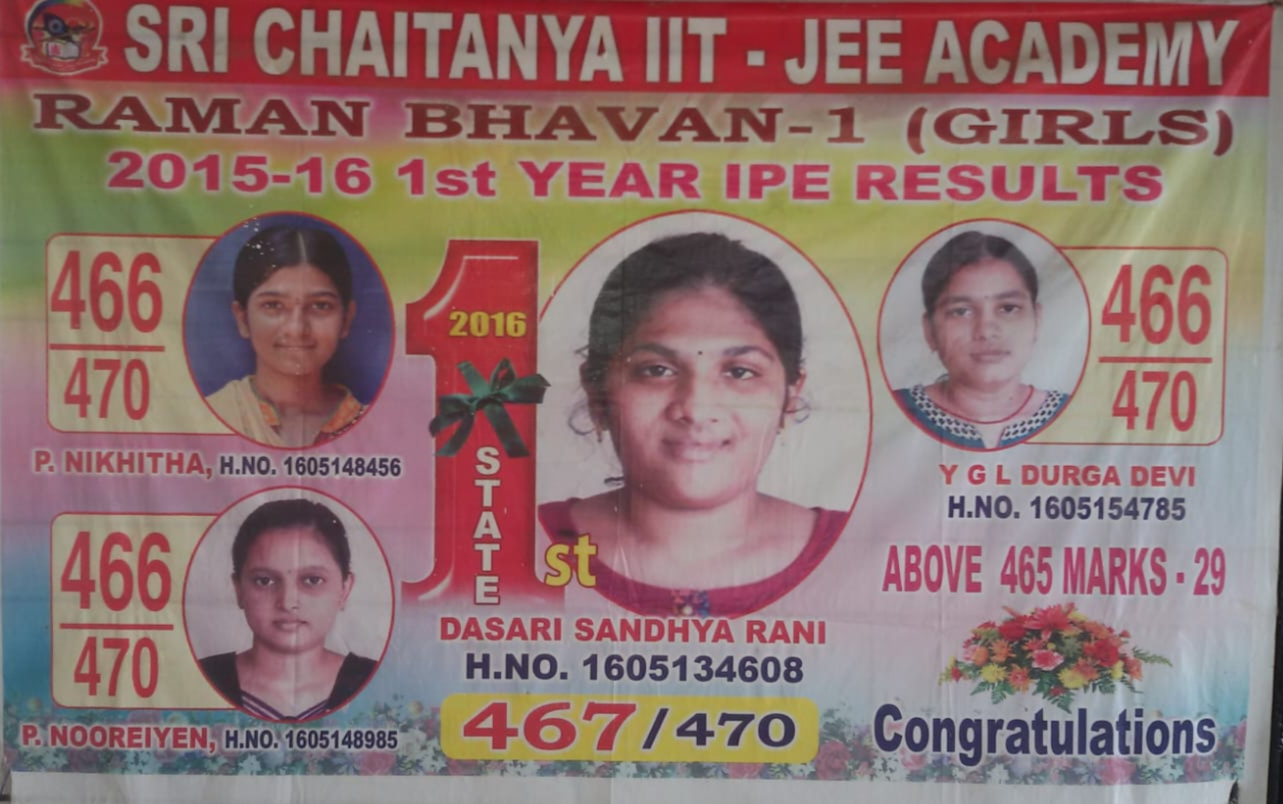 SRI CHAITANYA IIT - JEE ACADEMY
RAMAN BHAVAN-1 (GIRLS)
2015-16 1st YEAR IPE RESULTS
466
470
P. NIKHITHA, H.NO. 1605148456
466
470
P. NOOREIYEN, H.NO. 1605148985
1st
2016
STATE
DASARI SANDHYA RANI
H.NO. 1605134608
467/470
466
470
Y G L DURGA DEVI
H.NO. 1605154785
ABOVE 465 MARKS - 29
Congratulations